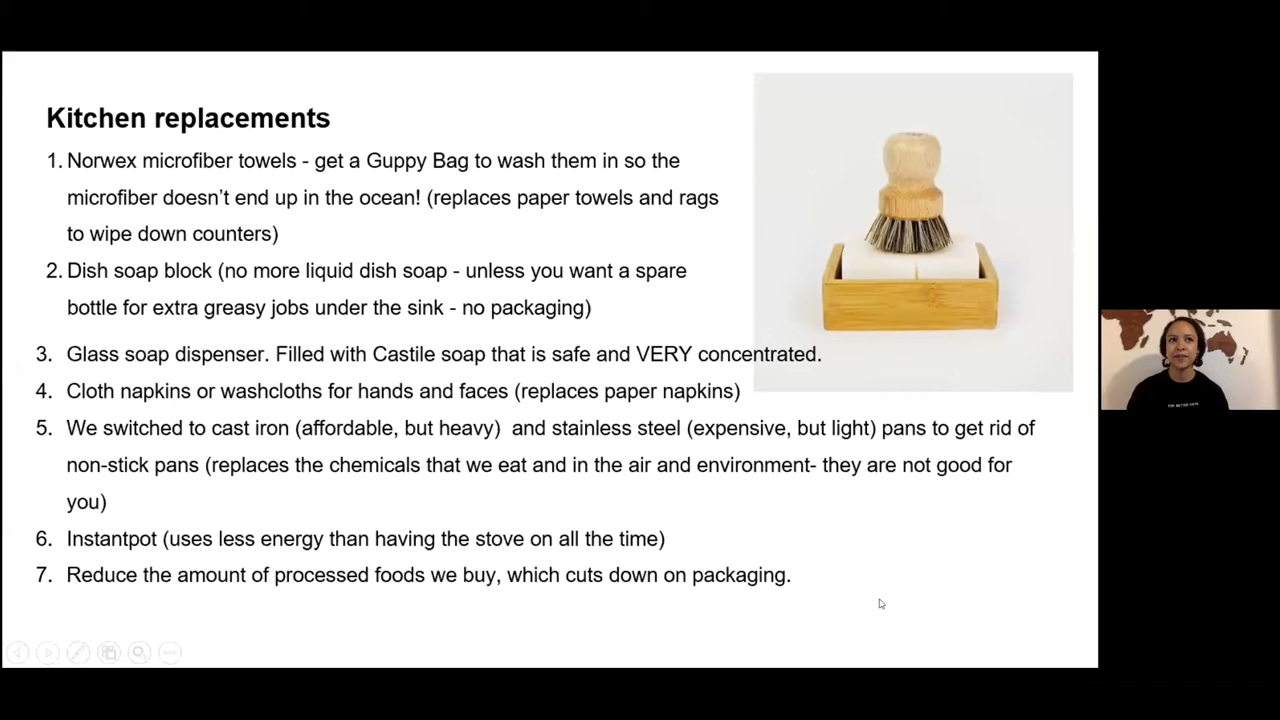 Kitchen replacements
1. Norwex microfiber towels - get a Guppy Bag to wash them in so the
microfiber doesn’t end up in the ocean! (replaces paper towels and rags
to wipe down counters)
2. Dish soap block (no more liquid dish soap - unless you want a spare
bottle for extra greasy jobs under the sink - no packaging)
3. Glass soap dispenser. Filled with Castile soap that is safe and VERY concentrated.
4. Cloth napkins or washcloths for hands and faces (replaces paper napkins)
5. We switched to cast iron (affordable, but heavy)  and stainless steel (expensive, but light) pans to get rid of
non-stick pans (replaces the chemicals that we eat and in the air and environment- they are not good for
you)
6. Instantpot (uses less energy than having the stove on all the time)
7. Reduce the amount of processed foods we buy, which cuts down on packaging.